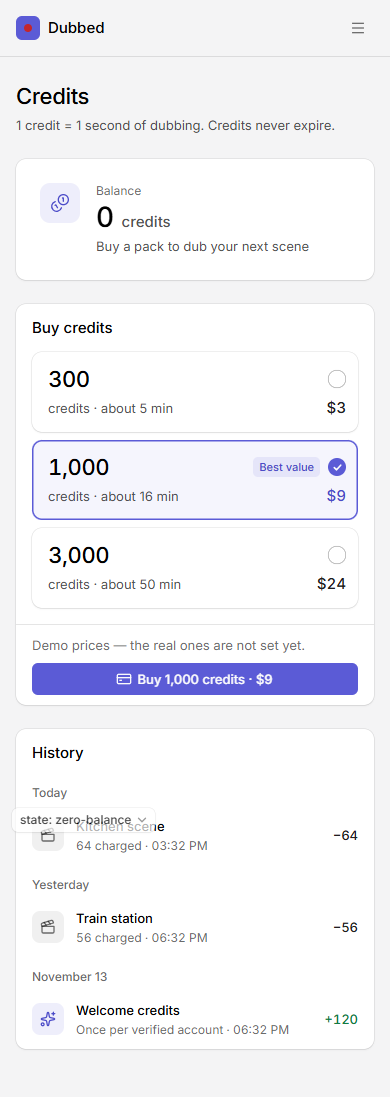 Dubbed
Credits
1 credit = 1 second of dubbing. Credits never expire.
Balance
0 credits
Buy a pack to dub your next scene
Buy credits
300
credits · about 5 min
$3
1,000
Best value
credits · about 16 min
$9
3,000
credits · about 50 min
$24
Demo prices — the real ones are not set yet.
Buy 1,000 credits · $9
History
Today
state: zero-balance
Kitchen scene
−64
64 charged · 03:32 PM
Yesterday
Train station
−56
56 charged · 06:32 PM
November 13
Welcome credits
+120
Once per verified account · 06:32 PM